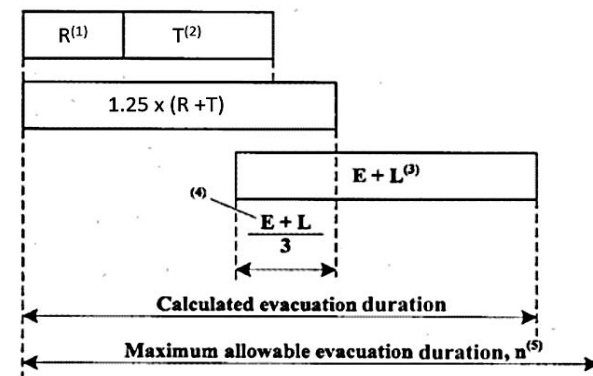 R(1) T(2)
1.25 x (R +T)
E + L(3)
(4)
E + L
3
Calculated evacuation duration
Maximum allowable evacuation duration, n(5)